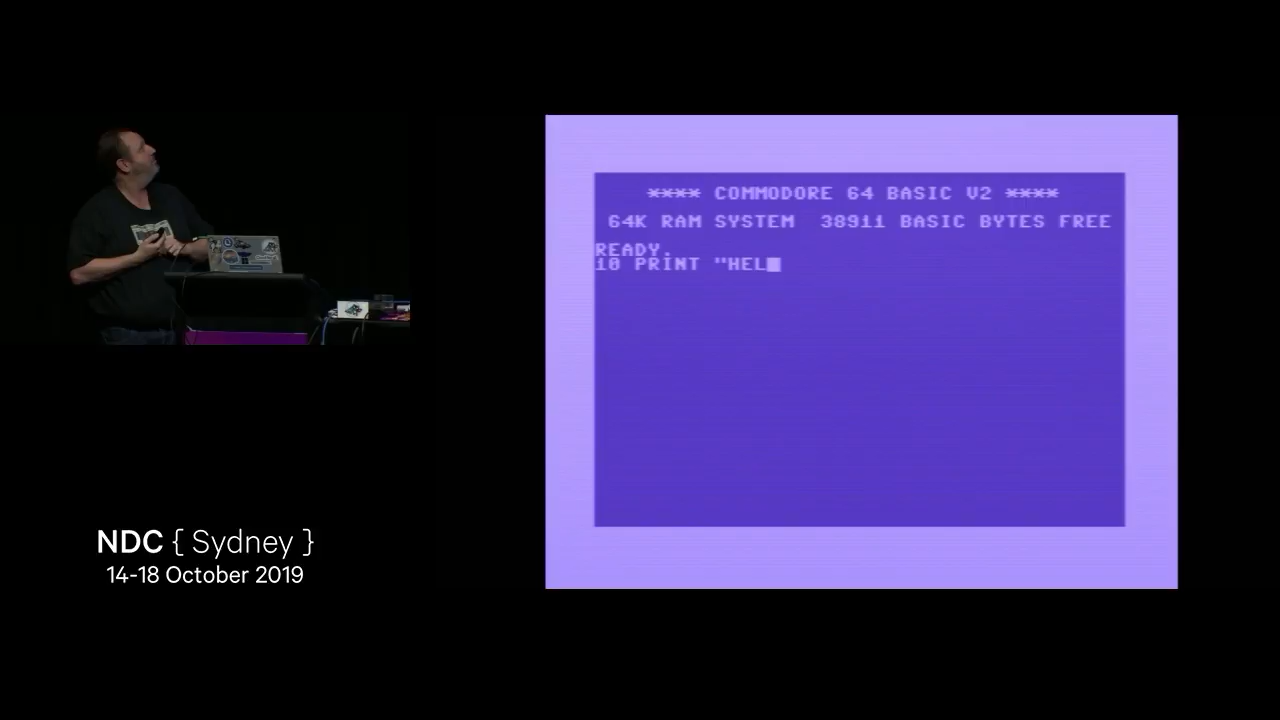 **** COMMODORE 64 BASIC V2 ****
64K RAM SYSTEM  38911 BASIC BYTES FREE
READY.
10 PRINT "HEL
NDC { Sydney }
14-18 October 2019